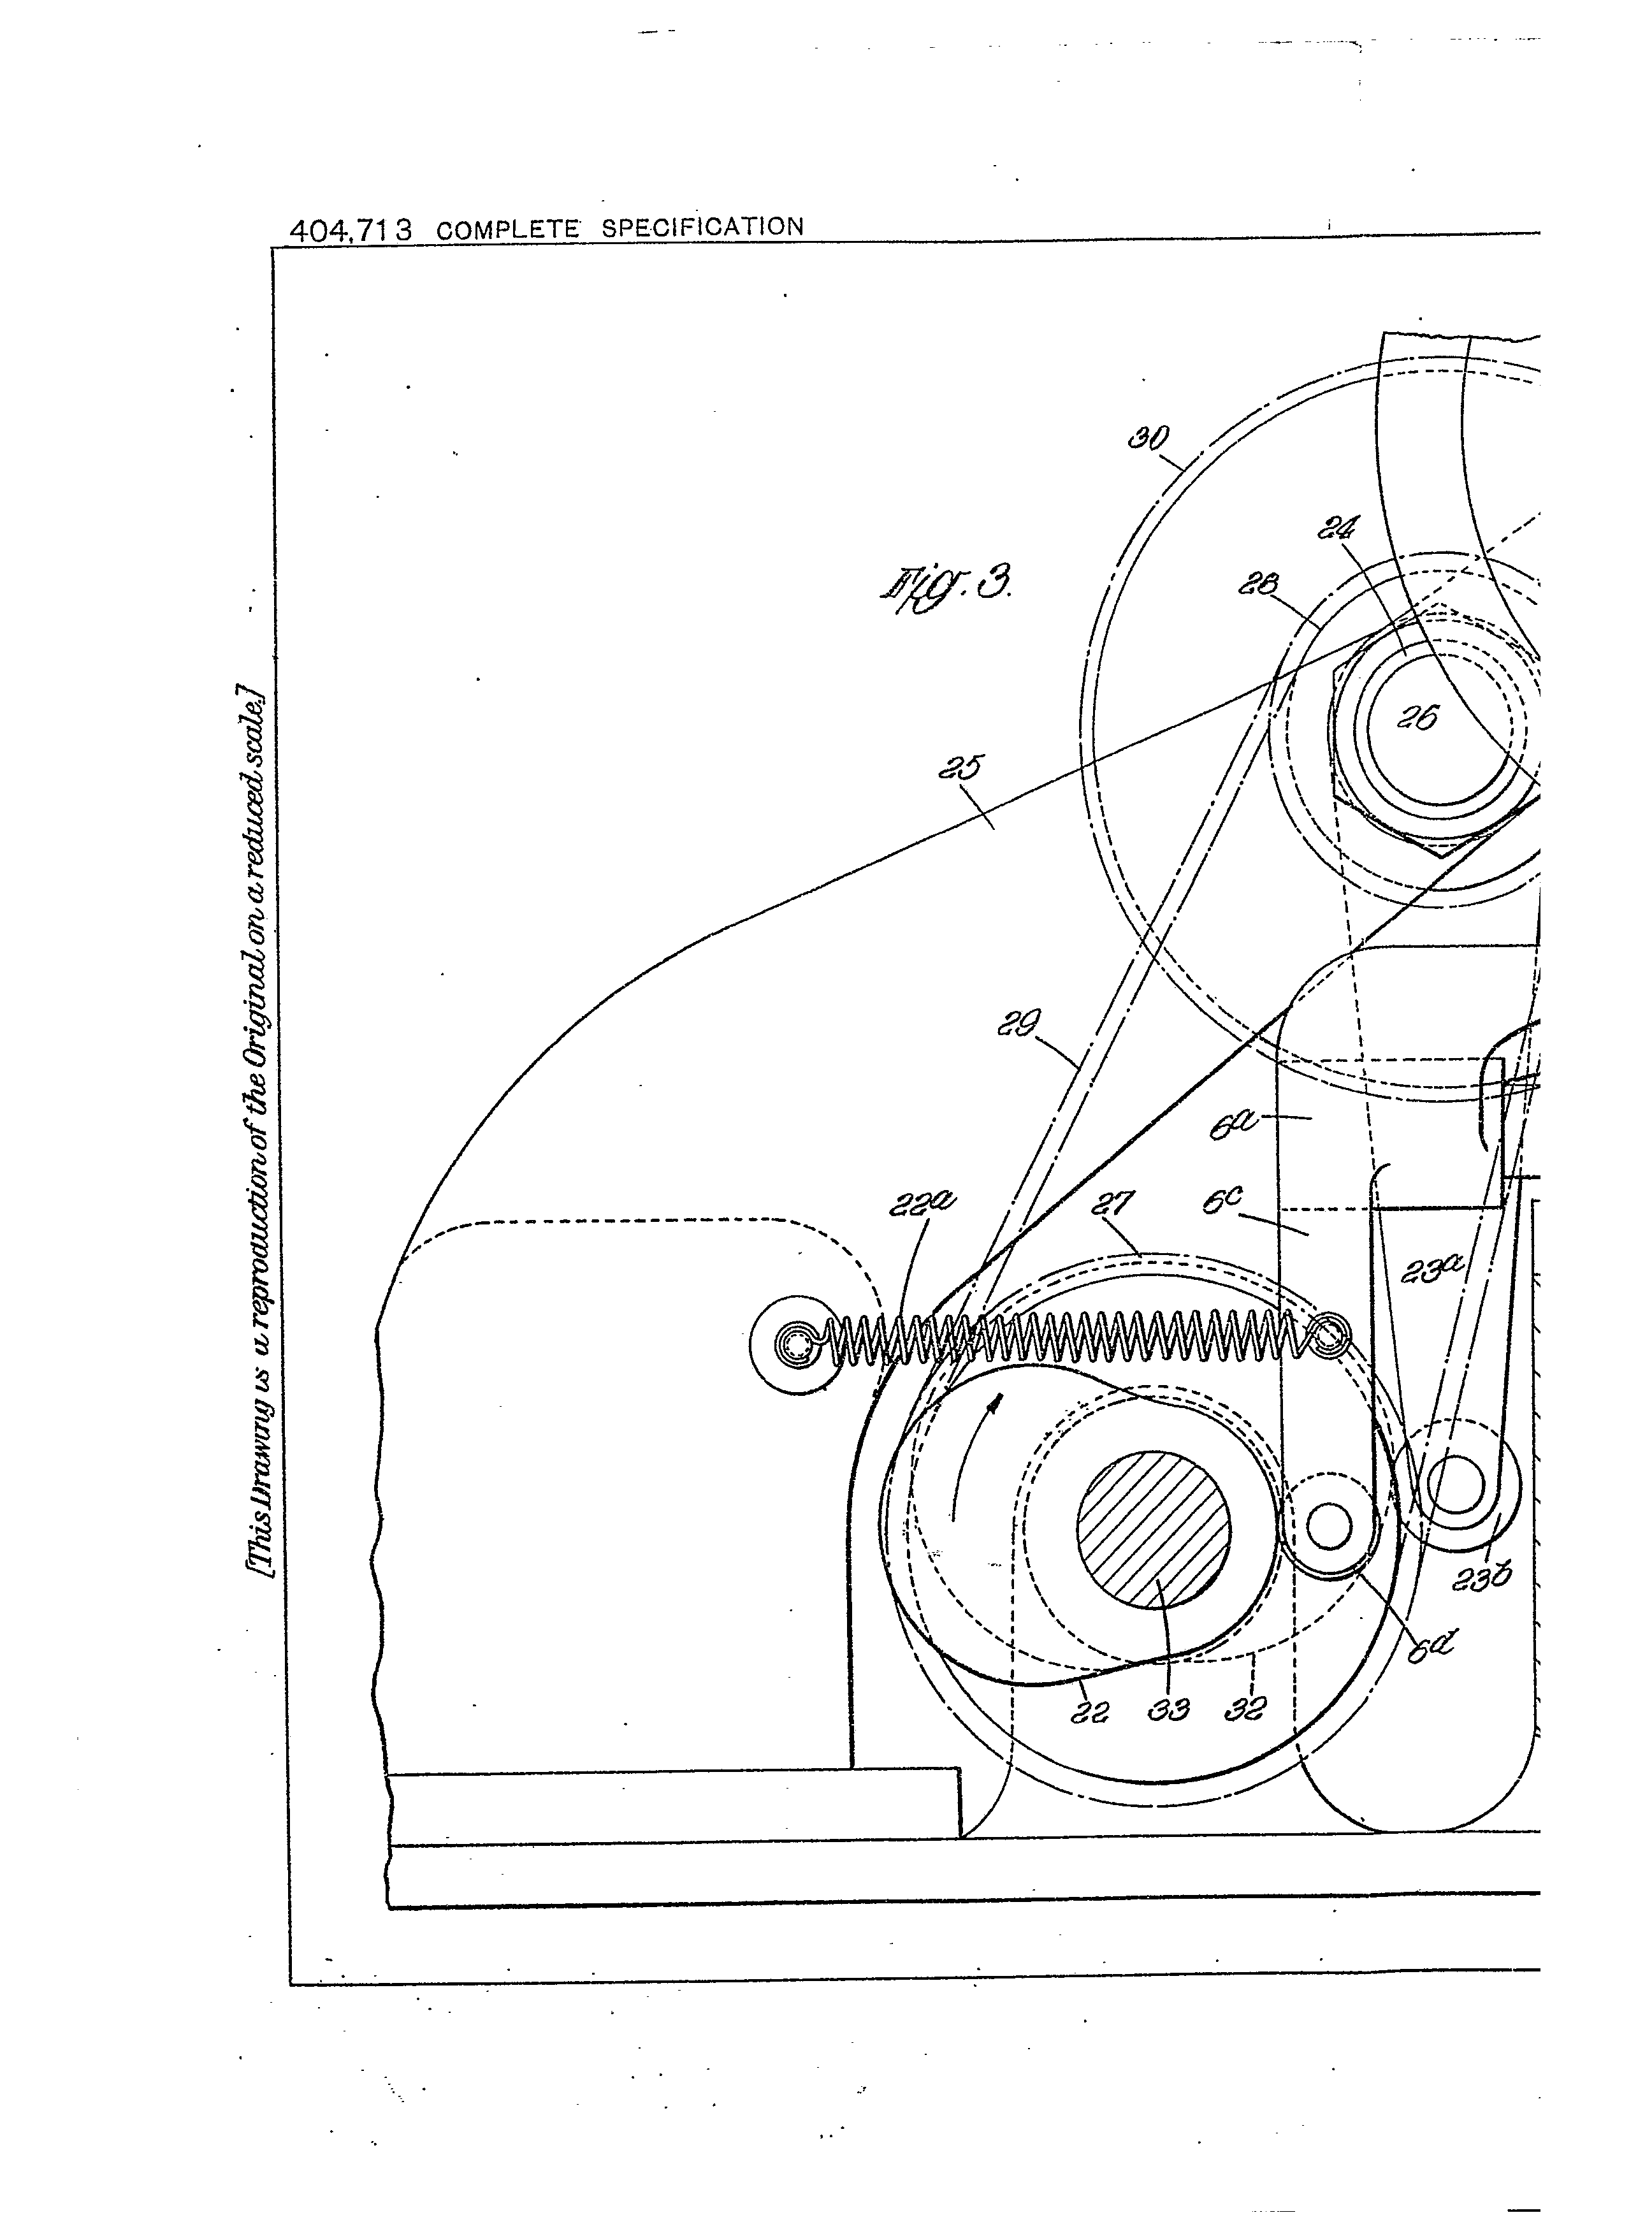 404,713 COMPLETE SPECIFICATION
30
24
Fig. 3.
28
26
25
29
6a
22a
27
6c
23a
23b
6d
22
33
32
[This Drawing is a reproduction of the Original on a reduced scale.]